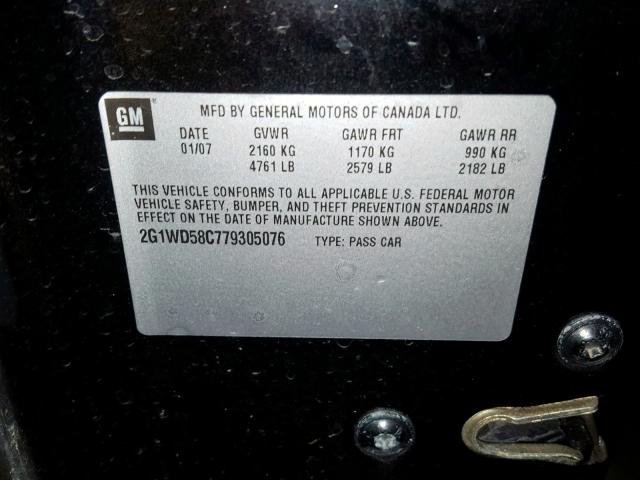 GM
MFD BY GENERAL MOTORS OF CANADA LTD.
DATE GVWR GAWR FRT GAWR RR
01/07 2160 KG 1170 KG 990 KG
4761 LB 2579 LB 2182 LB
THIS VEHICLE CONFORMS TO ALL APPLICABLE U.S. FEDERAL MOTOR
VEHICLE SAFETY, BUMPER, AND THEFT PREVENTION STANDARDS IN
EFFECT ON THE DATE OF MANUFACTURE SHOWN ABOVE.
2G1WD58C779305076 TYPE: PASS CAR